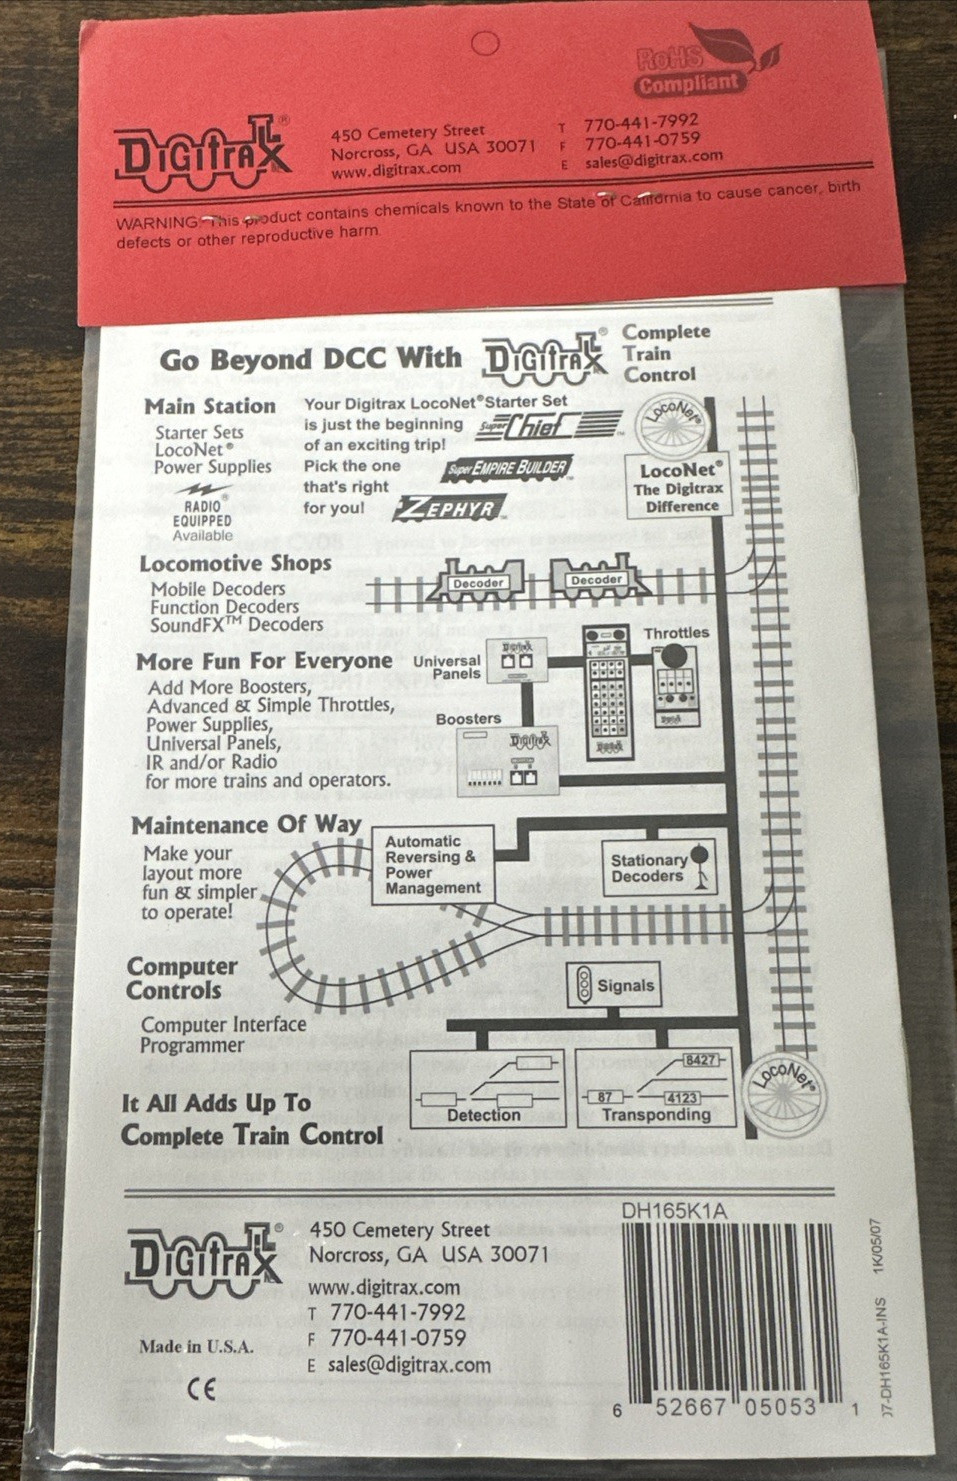 RoHS
Compliant
DIGITRAX®
INC.
450 Cemetery Street
Norcross, GA USA 30071
www.digitrax.com
T 770-441-7992
F 770-441-0759
E sales@digitrax.com
WARNING: This product contains chemicals known to the State of California to cause cancer, birth
defects or other reproductive harm.
Go Beyond DCC With DIGITRAX® Complete
Train
Control
Main Station
Starter Sets
LocoNet®
Power Supplies
RADIO®
EQUIPPED
Available
Your Digitrax LocoNet® Starter Set
is just the beginning
of an exciting trip!
Pick the one
that's right
for you!
Super Chief™
Super EMPIRE BUILDER™
ZEPHYR™
LocoNet®
LocoNet®
The Digitrax
Difference
Locomotive Shops
Mobile Decoders
Function Decoders
SoundFX™ Decoders
Decoder
Decoder
More Fun For Everyone
Add More Boosters,
Advanced & Simple Throttles,
Power Supplies,
Universal Panels,
IR and/or Radio
for more trains and operators.
Universal
Panels
Digitrax
Throttles
Boosters
Digitrax
Maintenance Of Way
Make your
layout more
fun & simpler
to operate!
Automatic
Reversing &
Power
Management
Stationary
Decoders
Computer
Controls
Computer Interface
Programmer
Signals
Detection
8427
87
4123
Transponding
LocoNet®
It All Adds Up To
Complete Train Control
DIGITRAX®
INC.
450 Cemetery Street
Norcross, GA USA 30071
www.digitrax.com
T 770-441-7992
F 770-441-0759
E sales@digitrax.com
Made in U.S.A.
CE
DH165K1A
6 52667 05053 1
07-DH165K1A-INS 1K/05/07